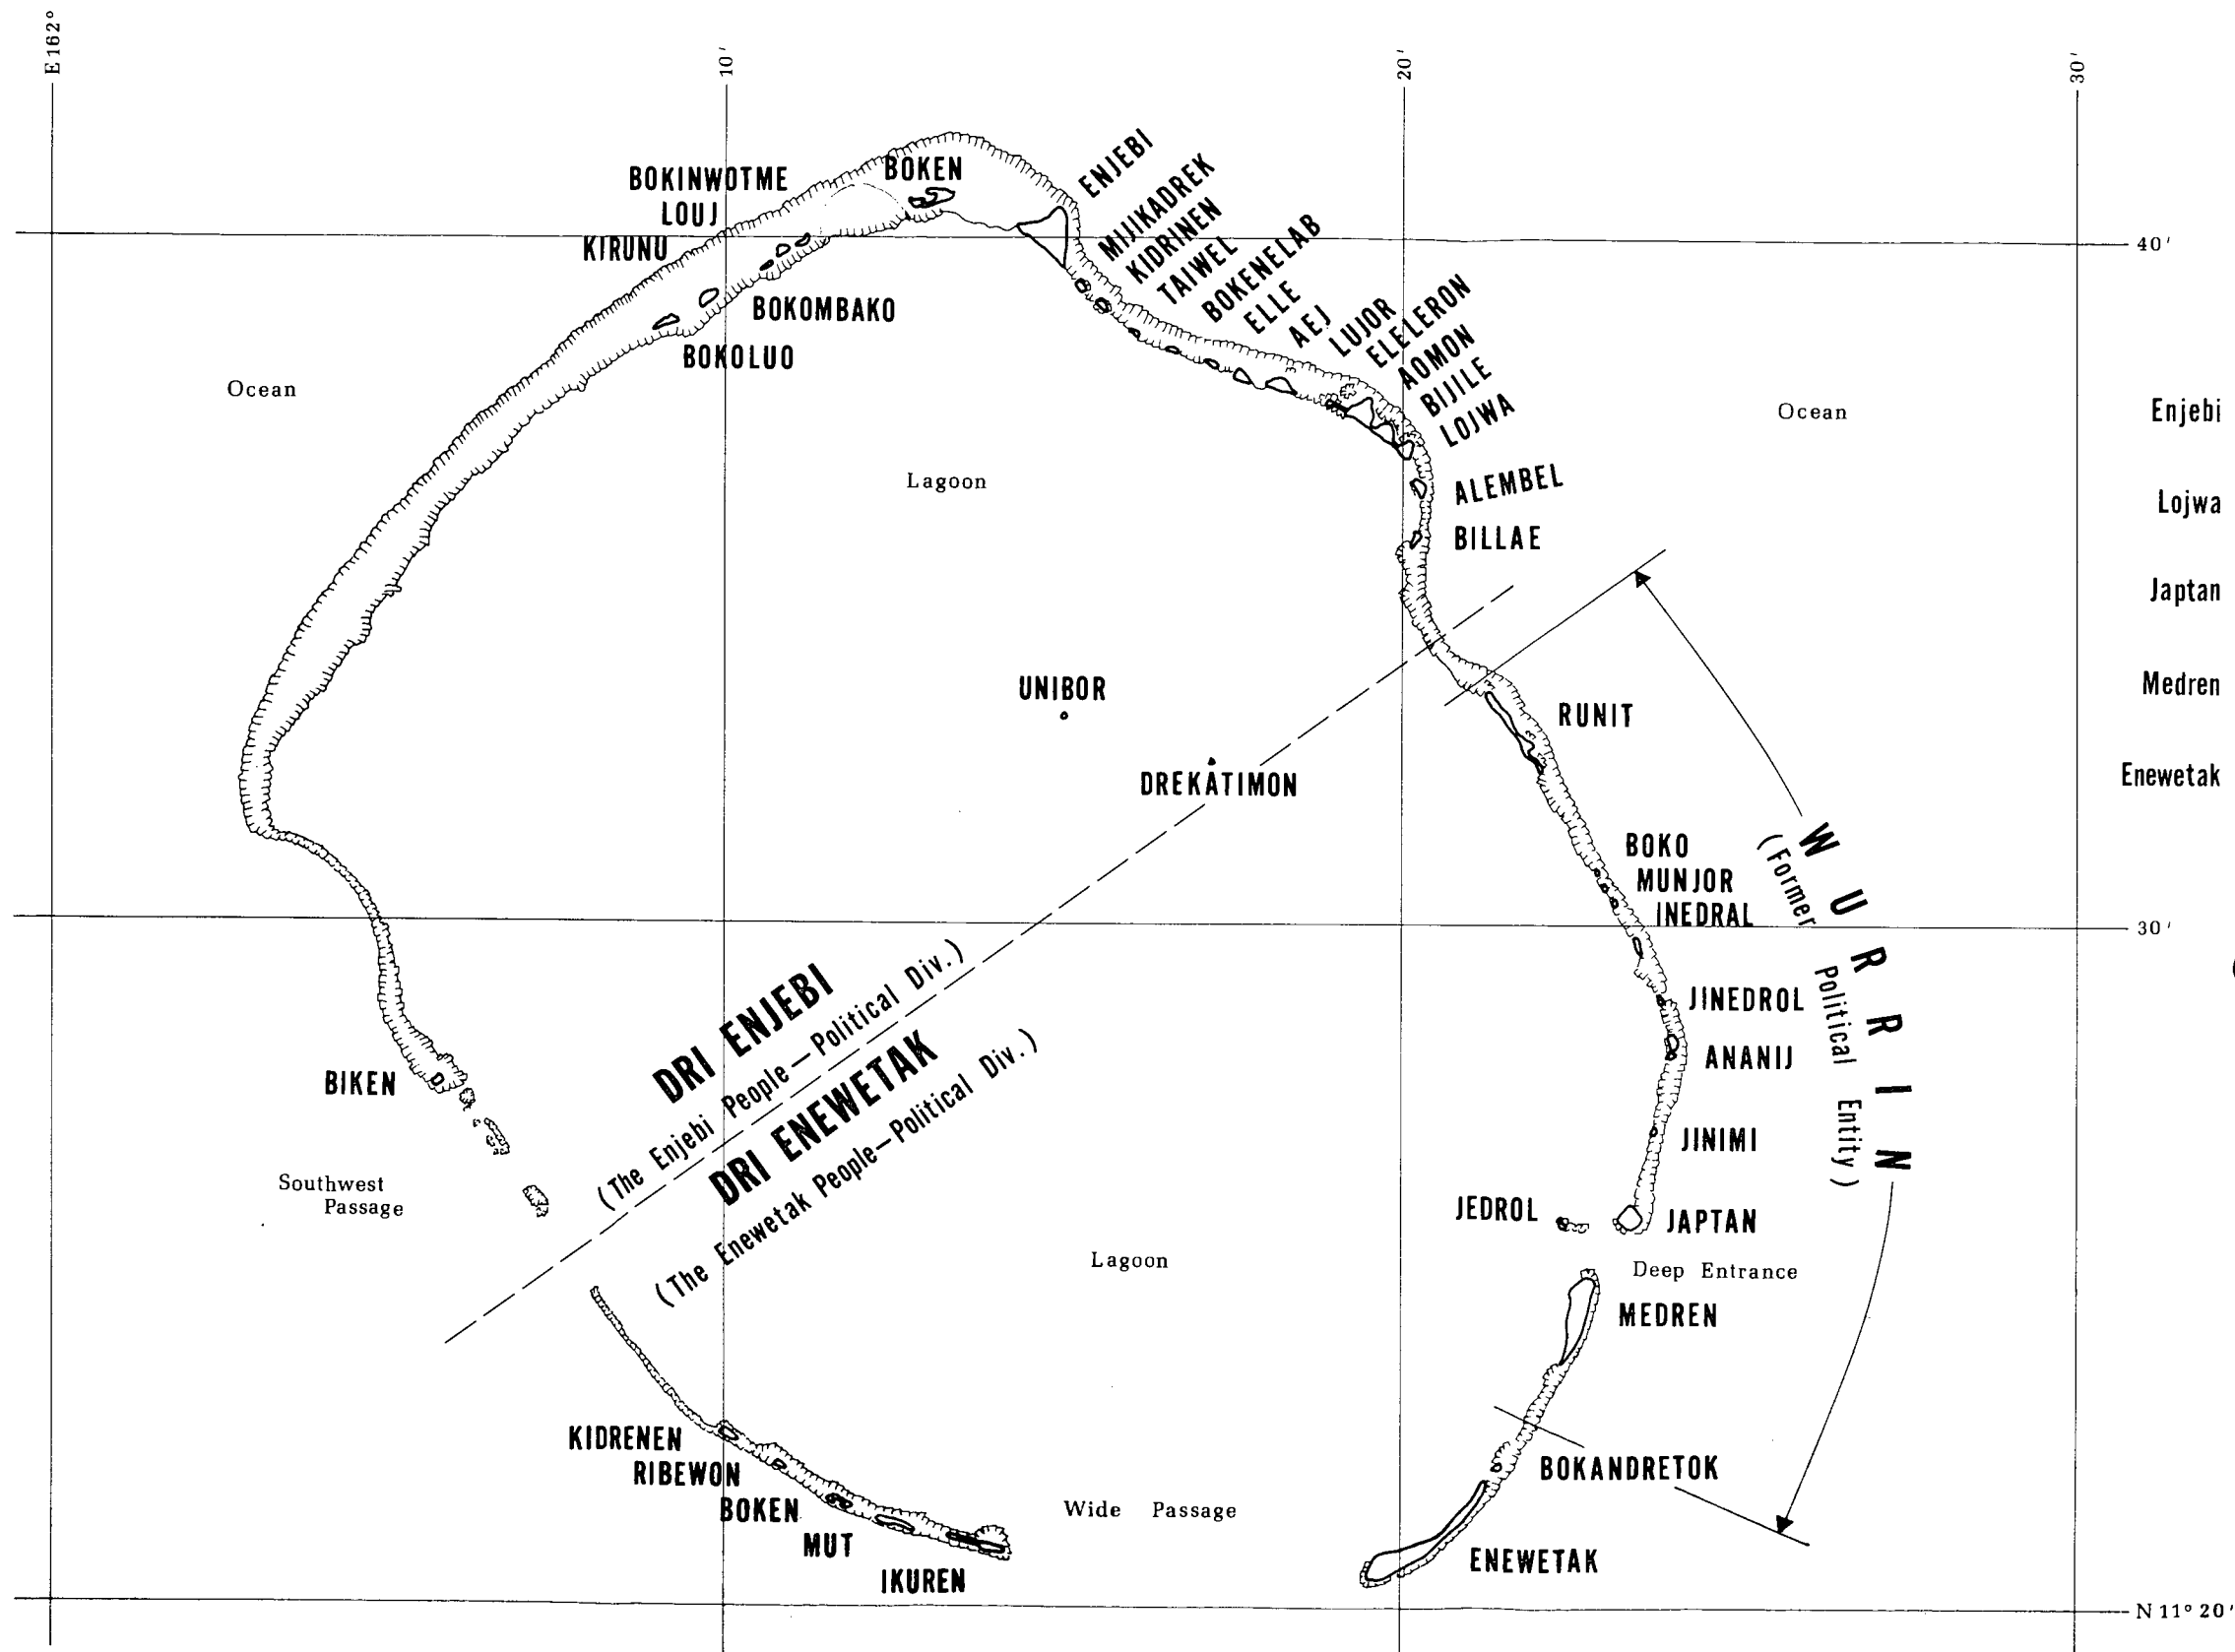 E 162°
10'
20'
30'
BOKINWOTME
LOUJ
KIRUNU
BOKEN
BOKOMBAKO
BOKOLUO
ENJEBI
MIJIKADREK
KIDRINEN
TAIWEL
BOKENELAB
ELLE
AEJ
LUJOR
ELELERON
AOMON
BIJILE
LOJWA
ALEMBEL
BILLAE
40'
Ocean
Lagoon
Ocean
Enjebi
Lojwa
Japtan
Medren
Enewetak
UNIBOR
DREKATIMON
RUNIT
BOKO
MUNJOR
INEDRAL
JINEDROL
ANANIJ
JINIMI
JEDROL
JAPTAN
WURRIN
(Former Political Entity)
30'
DRI ENJEBI
(The Enjebi People—Political Div.)
DRI ENEWETAK
(The Enewetak People—Political Div.)
BIKEN
Southwest
Passage
Lagoon
Deep Entrance
MEDREN
BOKANDRETOK
ENEWETAK
KIDRENEN
RIBEWON
BOKEN
MUT
IKUREN
Wide Passage
N 11° 20'